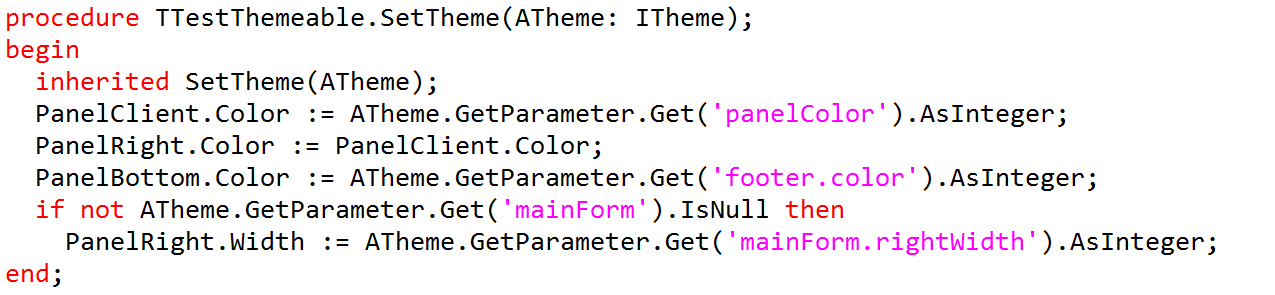 procedure TTestThemeable.SetTheme(ATheme: ITheme);
begin
  inherited SetTheme(ATheme);
  PanelClient.Color := ATheme.GetParameter.Get('panelColor').AsInteger;
  PanelRight.Color := PanelClient.Color;
  PanelBottom.Color := ATheme.GetParameter.Get('footer.color').AsInteger;
  if not ATheme.GetParameter.Get('mainForm').IsNull then
    PanelRight.Width := ATheme.GetParameter.Get('mainForm.rightWidth').AsInteger;
end;